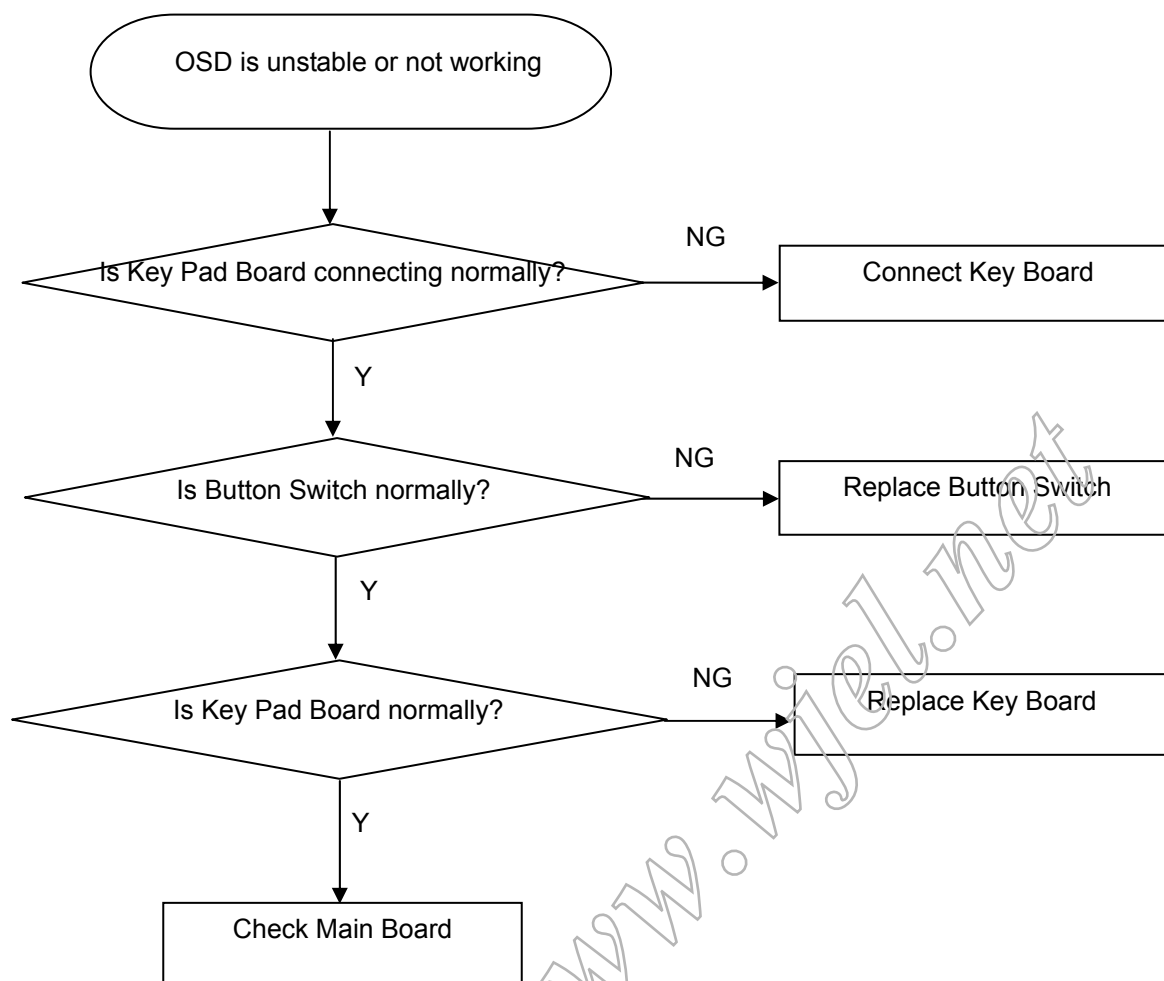 OSD is unstable or not working
Is Key Pad Board connecting normally?
NG
Connect Key Board
Y
Is Button Switch normally?
NG
Replace Button Switch
Y
Is Key Pad Board normally?
NG
Replace Key Board
Y
Check Main Board
ww.wjel.net